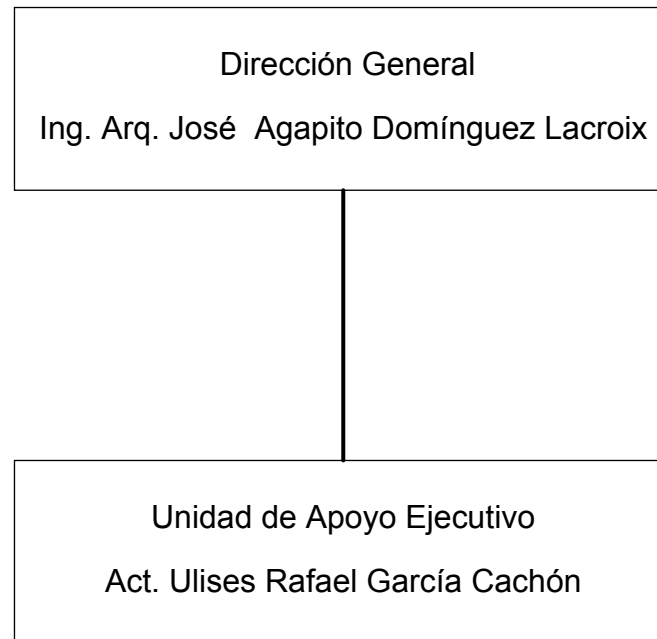 Dirección General
Ing. Arq. José  Agapito Domínguez Lacroix
Unidad de Apoyo Ejecutivo
Act. Ulises Rafael García Cachón